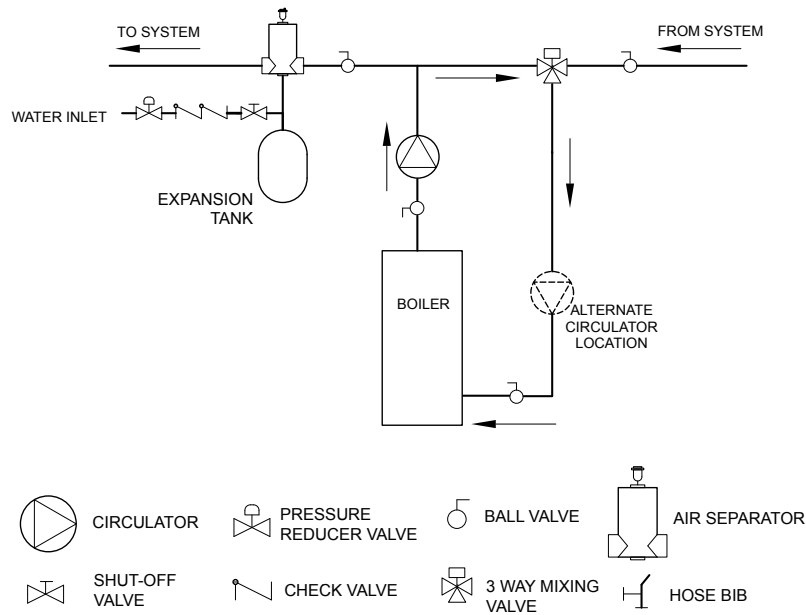 TO SYSTEM
FROM SYSTEM
WATER INLET
EXPANSION
TANK
BOILER
ALTERNATE
CIRCULATOR
LOCATION
CIRCULATOR
PRESSURE
REDUCER VALVE
BALL VALVE
AIR SEPARATOR
SHUT-OFF
VALVE
CHECK VALVE
3 WAY MIXING
VALVE
HOSE BIB